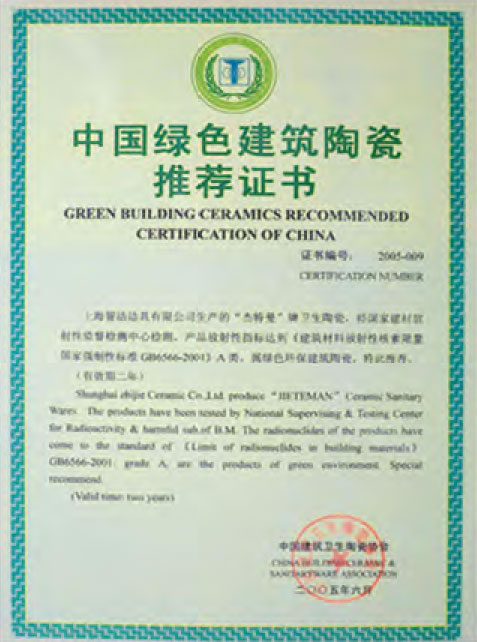 中国绿色建筑陶瓷
推荐证书
GREEN BUILDING CERAMICS RECOMMENDED
CERTIFICATION OF CHINA
证书编号： 2005-009
CERTIFICATION NUMBER
上海智洁洁具有限公司生产的“杰特曼”牌卫生陶瓷，经国家建材放
射性监督检测中心检测，产品放射性指标达到《建筑材料放射性核素限量
国家强制性标准 GB6566-2001》A 类，属绿色环保建筑陶瓷，特此推荐。
（有效期二年）
Shanghai zhijie Ceramic Co.,Ltd. produce “JIETEMAN” Ceramic Sanitary
Wares. The products have been tested by National Supervising & Testing Center
for Radioactivity & harmful sub.of B.M. The radionuclides of the products have
come to the standard of 《Limit of radionuclides in building materials》
GB6566-2001 grade A, are the products of green environment. Special
recommend.
(Valid time: two years)
中国建筑卫生陶瓷协会
CHINA BUILDING CERAMIC &
SANITARYWARE ASSOCIATION
二〇〇五年六月